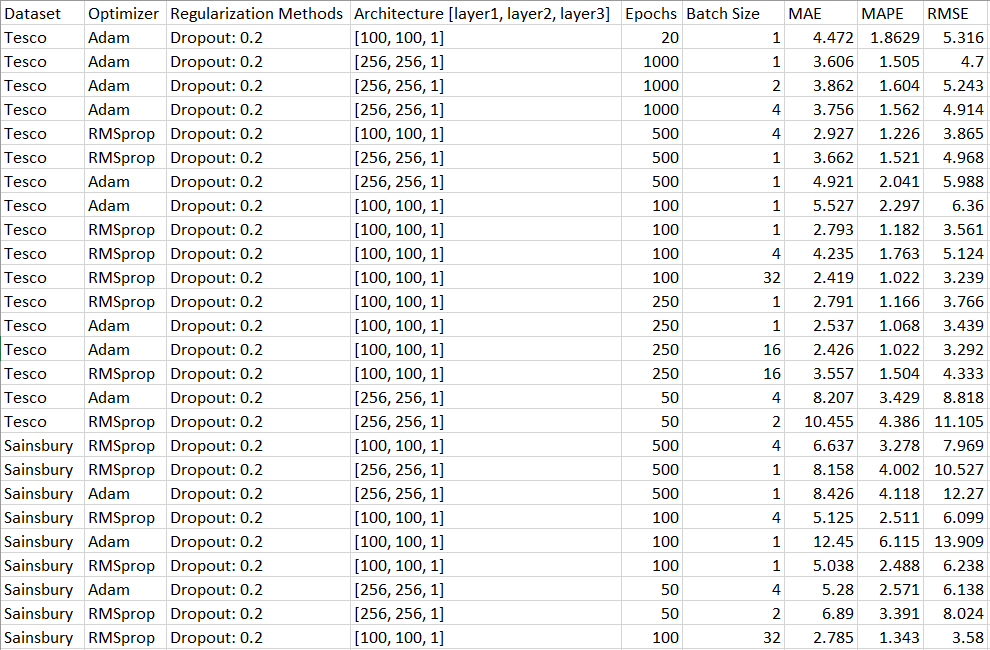 Dataset Optimizer Regularization Methods Architecture [layer1, layer2, layer3] Epochs Batch Size MAE MAPE RMSE
Tesco Adam Dropout: 0.2 [100, 100, 1] 20 1 4.472 1.8629 5.316
Tesco Adam Dropout: 0.2 [256, 256, 1] 1000 1 3.606 1.505 4.7
Tesco Adam Dropout: 0.2 [256, 256, 1] 1000 2 3.862 1.604 5.243
Tesco Adam Dropout: 0.2 [256, 256, 1] 1000 4 3.756 1.562 4.914
Tesco RMSprop Dropout: 0.2 [100, 100, 1] 500 4 2.927 1.226 3.865
Tesco RMSprop Dropout: 0.2 [256, 256, 1] 500 1 3.662 1.521 4.968
Tesco Adam Dropout: 0.2 [256, 256, 1] 500 1 4.921 2.041 5.988
Tesco Adam Dropout: 0.2 [100, 100, 1] 100 1 5.527 2.297 6.36
Tesco RMSprop Dropout: 0.2 [100, 100, 1] 100 1 2.793 1.182 3.561
Tesco RMSprop Dropout: 0.2 [100, 100, 1] 100 4 4.235 1.763 5.124
Tesco RMSprop Dropout: 0.2 [100, 100, 1] 100 32 2.419 1.022 3.239
Tesco RMSprop Dropout: 0.2 [100, 100, 1] 250 1 2.791 1.166 3.766
Tesco Adam Dropout: 0.2 [100, 100, 1] 250 1 2.537 1.068 3.439
Tesco Adam Dropout: 0.2 [100, 100, 1] 250 16 2.426 1.022 3.292
Tesco RMSprop Dropout: 0.2 [100, 100, 1] 250 16 3.557 1.504 4.333
Tesco Adam Dropout: 0.2 [256, 256, 1] 50 4 8.207 3.429 8.818
Tesco RMSprop Dropout: 0.2 [256, 256, 1] 50 2 10.455 4.386 11.105
Sainsbury RMSprop Dropout: 0.2 [100, 100, 1] 500 4 6.637 3.278 7.969
Sainsbury RMSprop Dropout: 0.2 [256, 256, 1] 500 1 8.158 4.002 10.527
Sainsbury Adam Dropout: 0.2 [256, 256, 1] 500 1 8.426 4.118 12.27
Sainsbury RMSprop Dropout: 0.2 [100, 100, 1] 100 4 5.125 2.511 6.099
Sainsbury Adam Dropout: 0.2 [100, 100, 1] 100 1 12.45 6.115 13.909
Sainsbury RMSprop Dropout: 0.2 [100, 100, 1] 100 1 5.038 2.488 6.238
Sainsbury Adam Dropout: 0.2 [256, 256, 1] 50 4 5.28 2.571 6.138
Sainsbury RMSprop Dropout: 0.2 [256, 256, 1] 50 2 6.89 3.391 8.024
Sainsbury RMSprop Dropout: 0.2 [100, 100, 1] 100 32 2.785 1.343 3.58